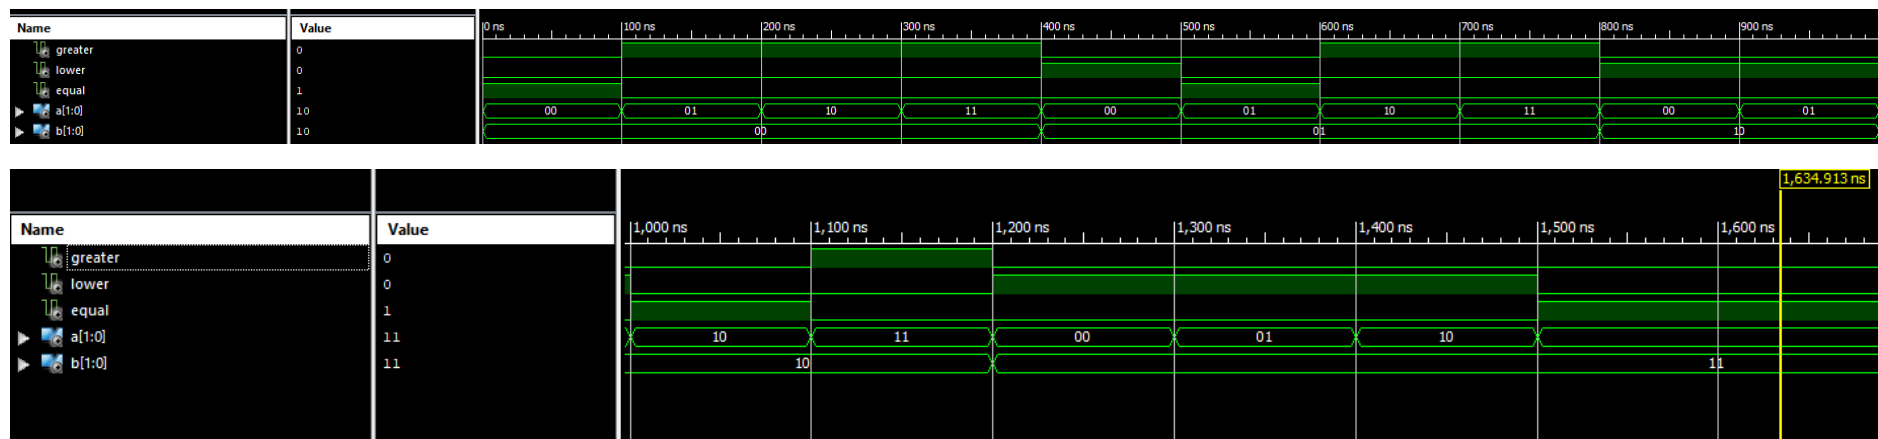 Name Value 0 ns 100 ns 200 ns 300 ns 400 ns 500 ns 600 ns 700 ns 800 ns 900 ns
greater 0
lower 0
equal 1
a[1:0] 10 00 01 10 11 00 01 10 11 00 01
b[1:0] 10 00 01 10
1,634.913 ns
Name Value 1,000 ns 1,100 ns 1,200 ns 1,300 ns 1,400 ns 1,500 ns 1,600 ns
greater 0
lower 0
equal 1
a[1:0] 11 10 11 00 01 10
b[1:0] 11 10 11